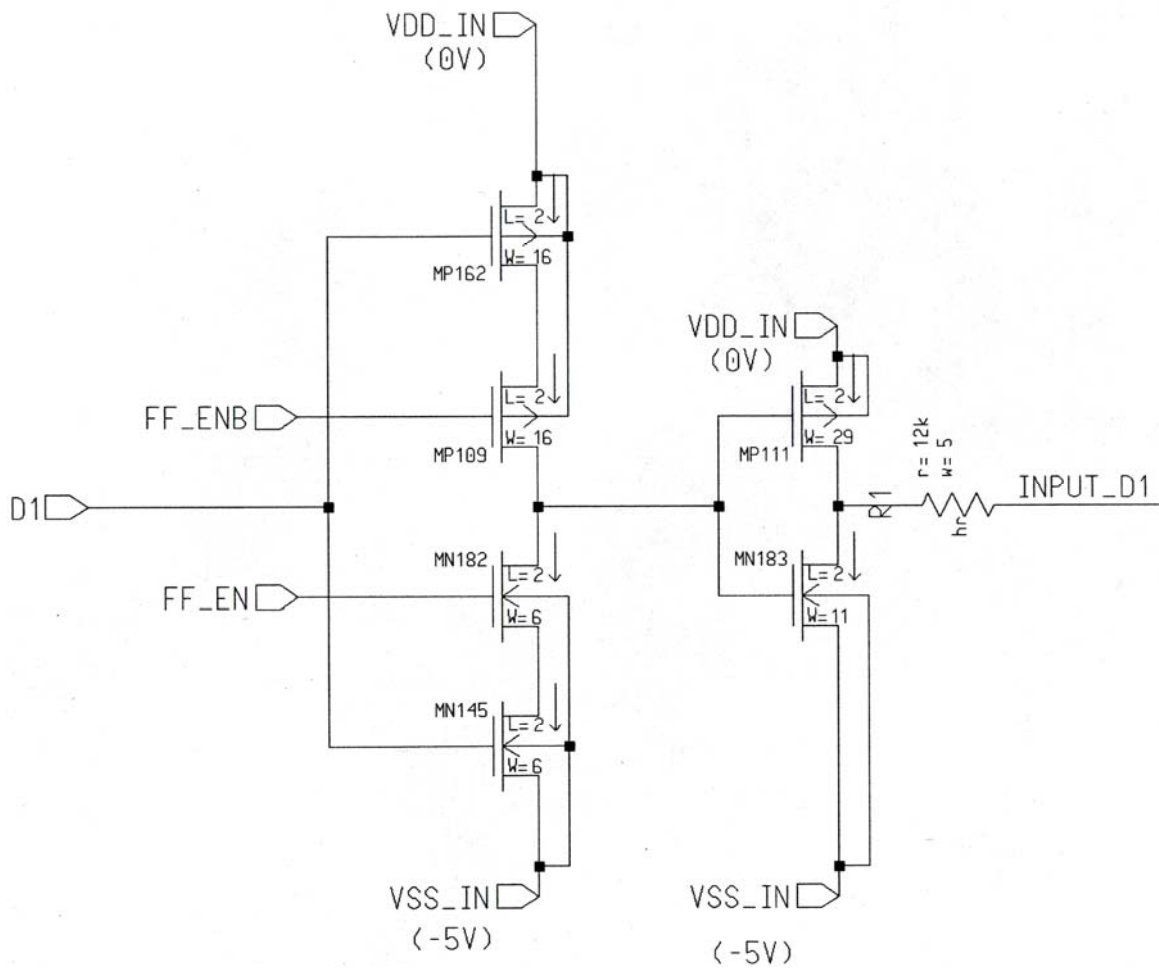 VDD_IN
(0V)
L= 2
W= 16
MP162
VDD_IN
(0V)
L= 2
W= 16
MP109
FF_ENB
L= 2
W= 29
MP111
r= 12k
w= 5
R1
hr
INPUT_D1
D1
MN182
L= 2
W= 6
FF_EN
MN183
L= 2
W= 11
MN145
L= 2
W= 6
VSS_IN
(-5V)
VSS_IN
(-5V)